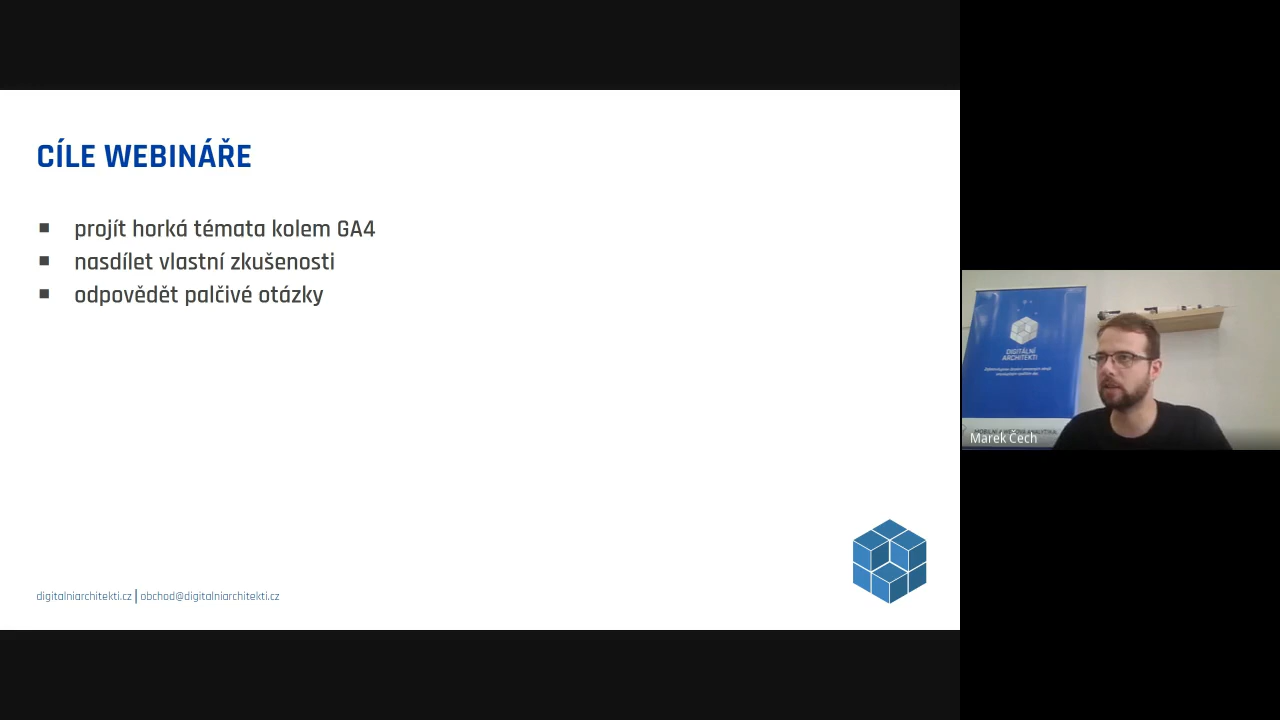 CÍLE WEBINÁŘE
■ projít horká témata kolem GA4
■ nasdílet vlastní zkušenosti
■ odpovědět palčivé otázky
digitalniarchitekti.cz | obchod@digitalniarchitekti.cz
DIGITÁLNÍ
ARCHITEKTI
Marek Čech